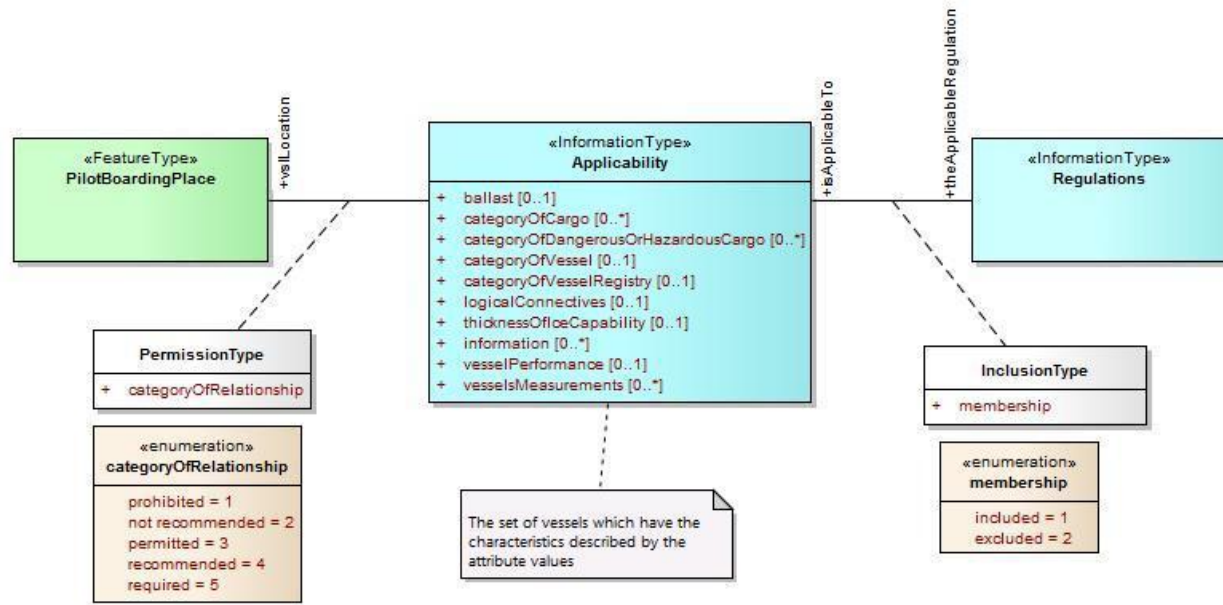 +vslLocation
+isApplicableTo
+theApplicableRegulation
«FeatureType»
PilotBoardingPlace
«InformationType»
Applicability
+ ballast [0..1]
+ categoryOfCargo [0..*]
+ categoryOfDangerousOrHazardousCargo [0..*]
+ categoryOfVessel [0..1]
+ categoryOfVesselRegistry [0..1]
+ logicalConnectives [0..1]
+ thicknessOfIceCapability [0..1]
+ information [0..*]
+ vesselPerformance [0..1]
+ vesselsMeasurements [0..*]
«InformationType»
Regulations
PermissionType
+ categoryOfRelationship
«enumeration»
categoryOfRelationship
prohibited = 1
not recommended = 2
permitted = 3
recommended = 4
required = 5
The set of vessels which have the
characteristics described by the
attribute values
InclusionType
+ membership
«enumeration»
membership
included = 1
excluded = 2